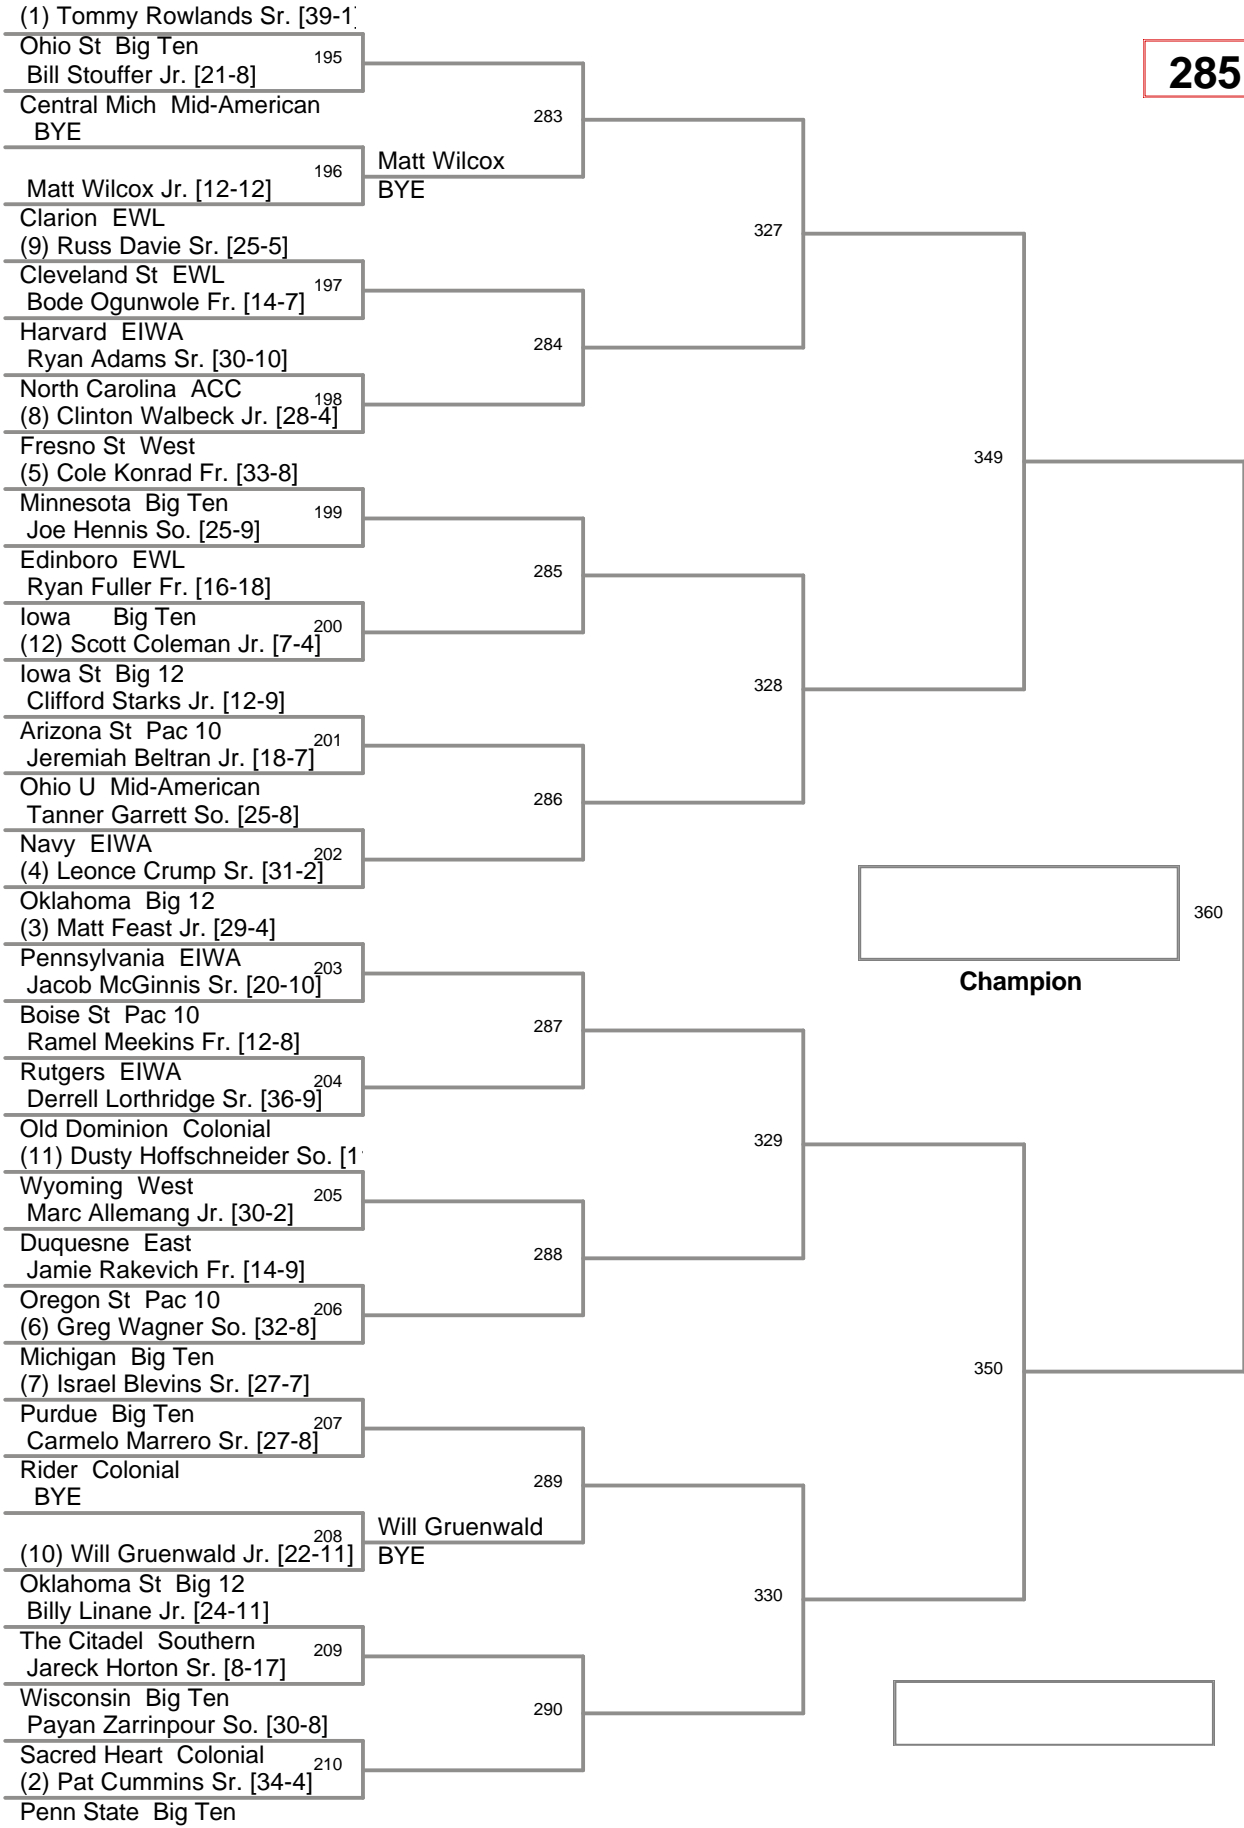 (1) Tommy Rowlands Sr. [39-1
Ohio St Big Ten
195
Bill Stouffer Jr. [21-8]
285
Central Mich Mid-American
283
BYE
196
Matt Wilcox
Matt Wilcox Jr. [12-12]
BYE
Clarion EWL
327
(9) Russ Davie Sr. [25-5]
Cleveland St EWL
197
Bode Ogunwole Fr. [14-7]
Harvard EIWA
284
Ryan Adams Sr. [30-10]
North Carolina ACC
198
(8) Clinton Walbeck Jr. [28-4]
Fresno St West
349
(5) Cole Konrad Fr. [33-8]
Minnesota Big Ten
199
Joe Hennis So. [25-9]
Edinboro EWL
285
Ryan Fuller Fr. [16-18]
Iowa Big Ten
200
(12) Scott Coleman Jr. [7-4]
Iowa St Big 12
328
Clifford Starks Jr. [12-9]
Arizona St Pac 10
201
Jeremiah Beltran Jr. [18-7]
Ohio U Mid-American
286
Tanner Garrett So. [25-8]
Navy EIWA
202
(4) Leonce Crump Sr. [31-2]
Oklahoma Big 12
360
(3) Matt Feast Jr. [29-4]
Pennsylvania EIWA
203
Jacob McGinnis Sr. [20-10]
Champion
Boise St Pac 10
287
Ramel Meekins Fr. [12-8]
Rutgers EIWA
204
Derrell Lorthridge Sr. [36-9]
Old Dominion Colonial
329
(11) Dusty Hoffschneider So. [1
Wyoming West
205
Marc Allemang Jr. [30-2]
Duquesne East
288
Jamie Rakevich Fr. [14-9]
Oregon St Pac 10
206
(6) Greg Wagner So. [32-8]
Michigan Big Ten
350
(7) Israel Blevins Sr. [27-7]
Purdue Big Ten
207
Carmelo Marrero Sr. [27-8]
Rider Colonial
289
BYE
208
Will Gruenwald
(10) Will Gruenwald Jr. [22-11]
BYE
Oklahoma St Big 12
330
Billy Linane Jr. [24-11]
The Citadel Southern
209
Jareck Horton Sr. [8-17]
Wisconsin Big Ten
290
Payan Zarrinpour So. [30-8]
Sacred Heart Colonial
210
(2) Pat Cummins Sr. [34-4]
Penn State Big Ten